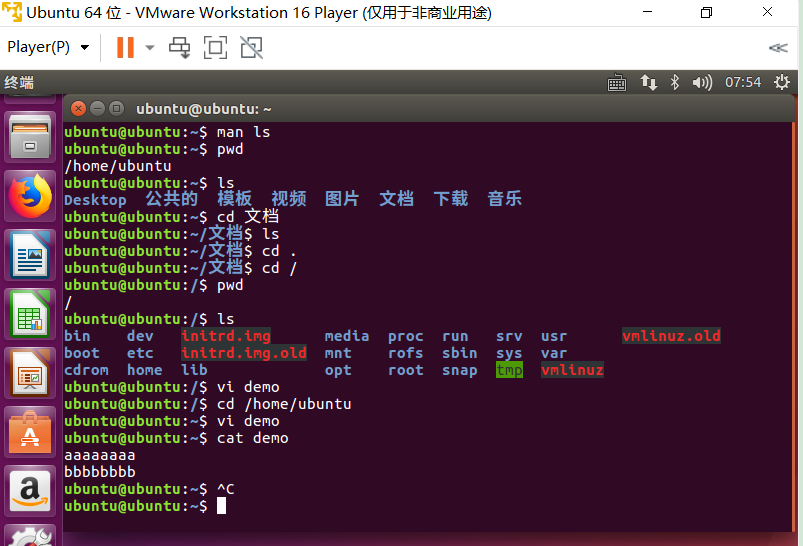 Ubuntu 64 位 - VMware Workstation 16 Player (仅用于非商业用途)
Player(P)
终端 07:54
ubuntu@ubuntu: ~
ubuntu@ubuntu:~$ man ls
ubuntu@ubuntu:~$ pwd
/home/ubuntu
ubuntu@ubuntu:~$ ls
Desktop 公共的 模板 视频 图片 文档 下载 音乐
ubuntu@ubuntu:~$ cd 文档
ubuntu@ubuntu:~/文档$ ls
ubuntu@ubuntu:~/文档$ cd .
ubuntu@ubuntu:~/文档$ cd /
ubuntu@ubuntu:/$ pwd
/
ubuntu@ubuntu:/$ ls
bin dev initrd.img media proc run srv usr vmlinuz.old
boot etc initrd.img.old mnt rofs sbin sys var
cdrom home lib opt root snap tmp vmlinuz
ubuntu@ubuntu:/$ vi demo
ubuntu@ubuntu:/$ cd /home/ubuntu
ubuntu@ubuntu:~$ vi demo
ubuntu@ubuntu:~$ cat demo
aaaaaaaa
bbbbbbbb
ubuntu@ubuntu:~$ ^C
ubuntu@ubuntu:~$